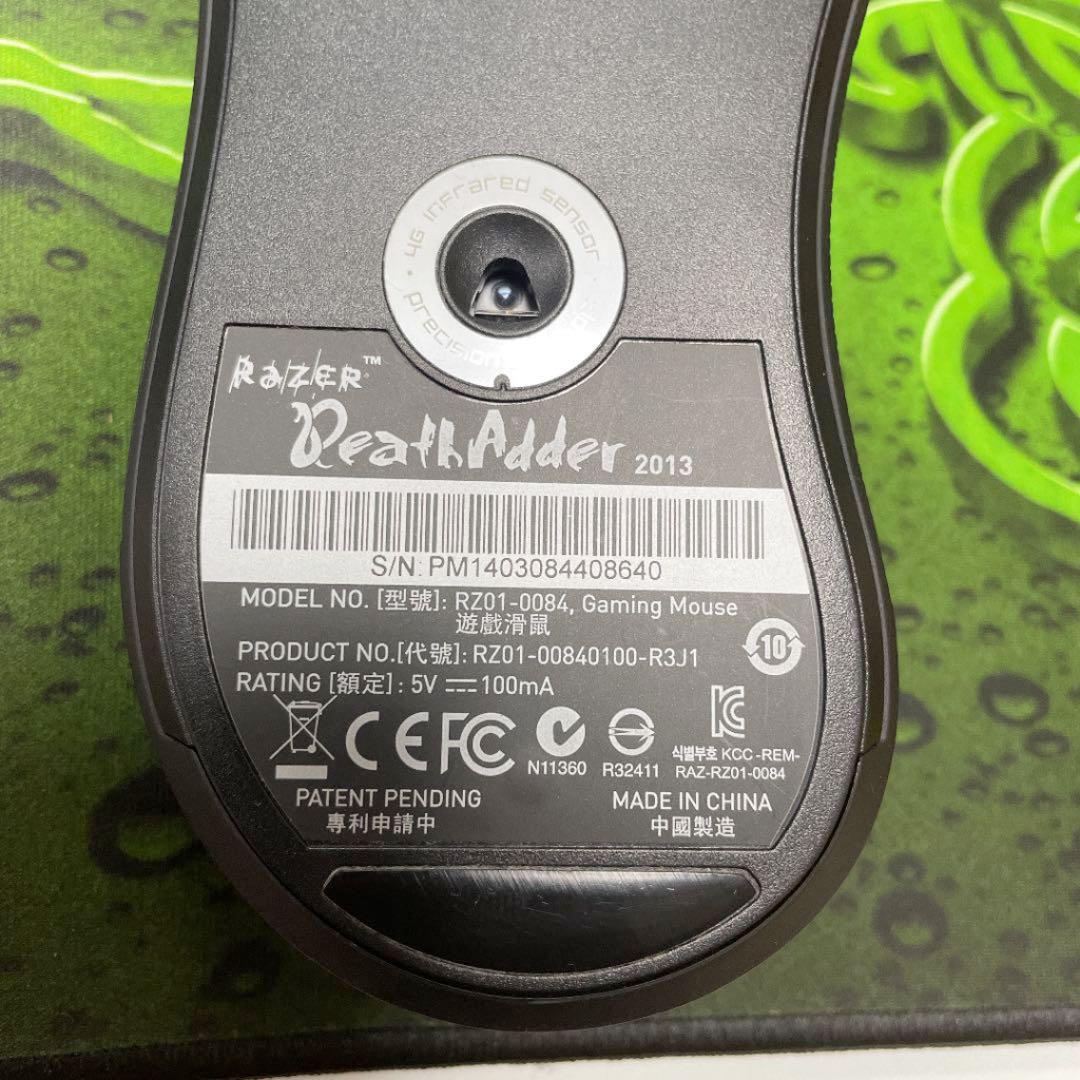 4G infrared sensor
precision
RAZER™
DeathAdder 2013
S/N: PM1403084408640
MODEL NO. [型號]: RZ01-0084, Gaming Mouse
遊戲滑鼠
10
PRODUCT NO.[代號]: RZ01-00840100-R3J1
RATING [額定] : 5V ⎓ 100mA
CE FC
N11360
R32411
식별부호 KCC -REM-
RAZ-RZ01-0084
PATENT PENDING
專利申請中
MADE IN CHINA
中國製造